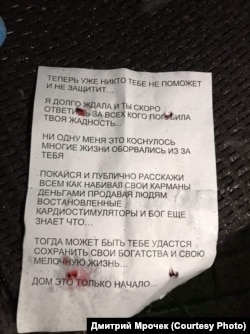 ТЕПЕРЬ УЖЕ НИКТО ТЕБЕ НЕ ПОМОЖЕТ
И НЕ ЗАЩИТИТ...
Я ДОЛГО ЖДАЛА И ТЫ СКОРО
ОТВЕТИШЬ ЗА ВСЕХ КОГО ПОГУБИЛА
ТВОЯ ЖАДНОСТЬ...
НИ ОДНУ МЕНЯ ЭТО КОСНУЛОСЬ
МНОГИЕ ЖИЗНИ ОБОРВАЛИСЬ ИЗ ЗА
ТЕБЯ
ПОКАЙСЯ И ПУБЛИЧНО РАССКАЖИ
ВСЕМ КАК НАБИВАЛ СВОИ КАРМАНЫ
ДЕНЬГАМИ ПРОДАВАЯ ЛЮДЯМ
ВОСТАНОВЛЕННЫЕ
КАРДИОСТИМУЛЯТОРЫ И БОГ ЕЩЕ
ЗНАЕТ ЧТО...
ТОГДА МОЖЕТ БЫТЬ ТЕБЕ УДАСТСЯ
СОХРАНИТЬ СВОИ БОГАТСТВА И СВОЮ
МЕЛОЧНУЮ ЖИЗНЬ...
ДОМ ЭТО ТОЛЬКО НАЧАЛО...
Дмитрий Мрочек (Courtesy Photo)